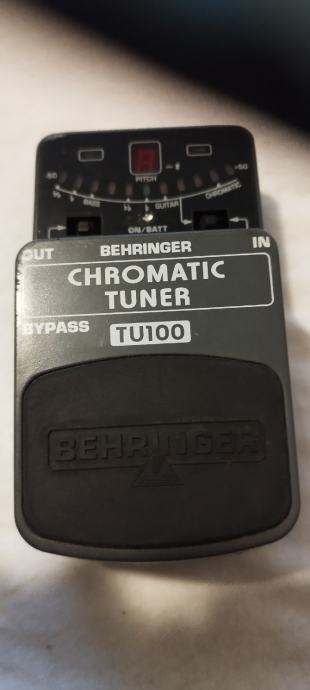 PITCH
-50
+50
BASS
GUITAR
CHROMATIC
ON/BATT
OUT
BEHRINGER
IN
CHROMATIC
TUNER
BYPASS
TU100
BEHRINGER